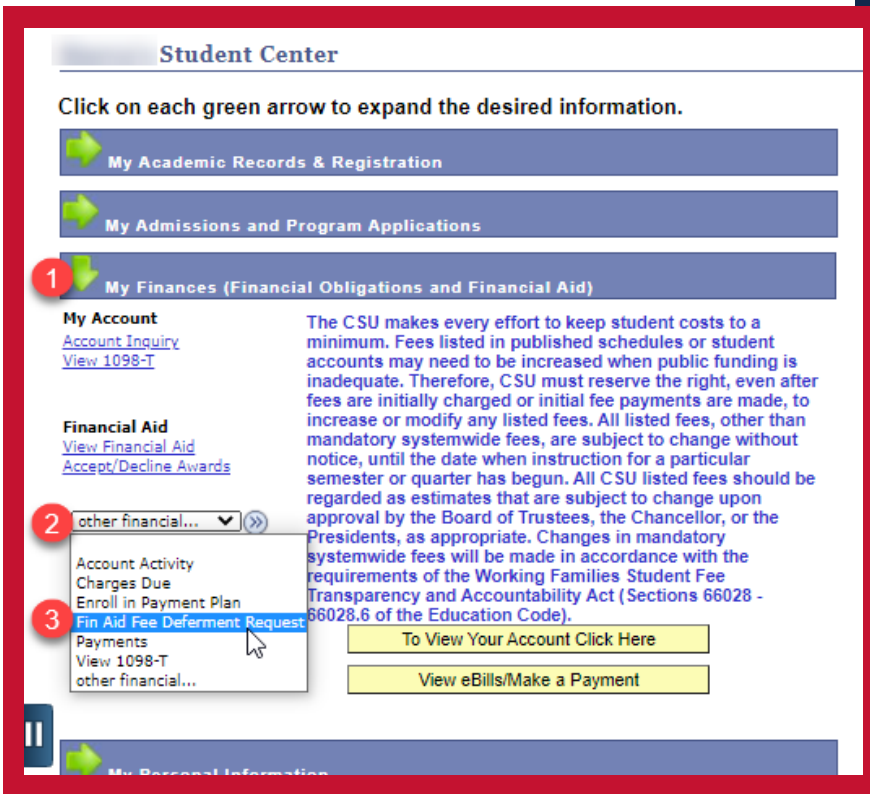 Student Center
Click on each green arrow to expand the desired information.
My Academic Records & Registration
My Admissions and Program Applications
1
My Finances (Financial Obligations and Financial Aid)
My Account
Account Inquiry
View 1098-T
Financial Aid
View Financial Aid
Accept/Decline Awards
2
other financial...
Account Activity
Charges Due
Enroll in Payment Plan
3
Fin Aid Fee Deferment Request
Payments
View 1098-T
other financial...
The CSU makes every effort to keep student costs to a
minimum. Fees listed in published schedules or student
accounts may need to be increased when public funding is
inadequate. Therefore, CSU must reserve the right, even after
fees are initially charged or initial fee payments are made, to
increase or modify any listed fees. All listed fees, other than
mandatory systemwide fees, are subject to change without
notice, until the date when instruction for a particular
semester or quarter has begun. All CSU listed fees should be
regarded as estimates that are subject to change upon
approval by the Board of Trustees, the Chancellor, or the
Presidents, as appropriate. Changes in mandatory
systemwide fees will be made in accordance with the
requirements of the Working Families Student Fee
Transparency and Accountability Act (Sections 66028 -
66028.6 of the Education Code).
To View Your Account Click Here
View eBills/Make a Payment
My Personal Information